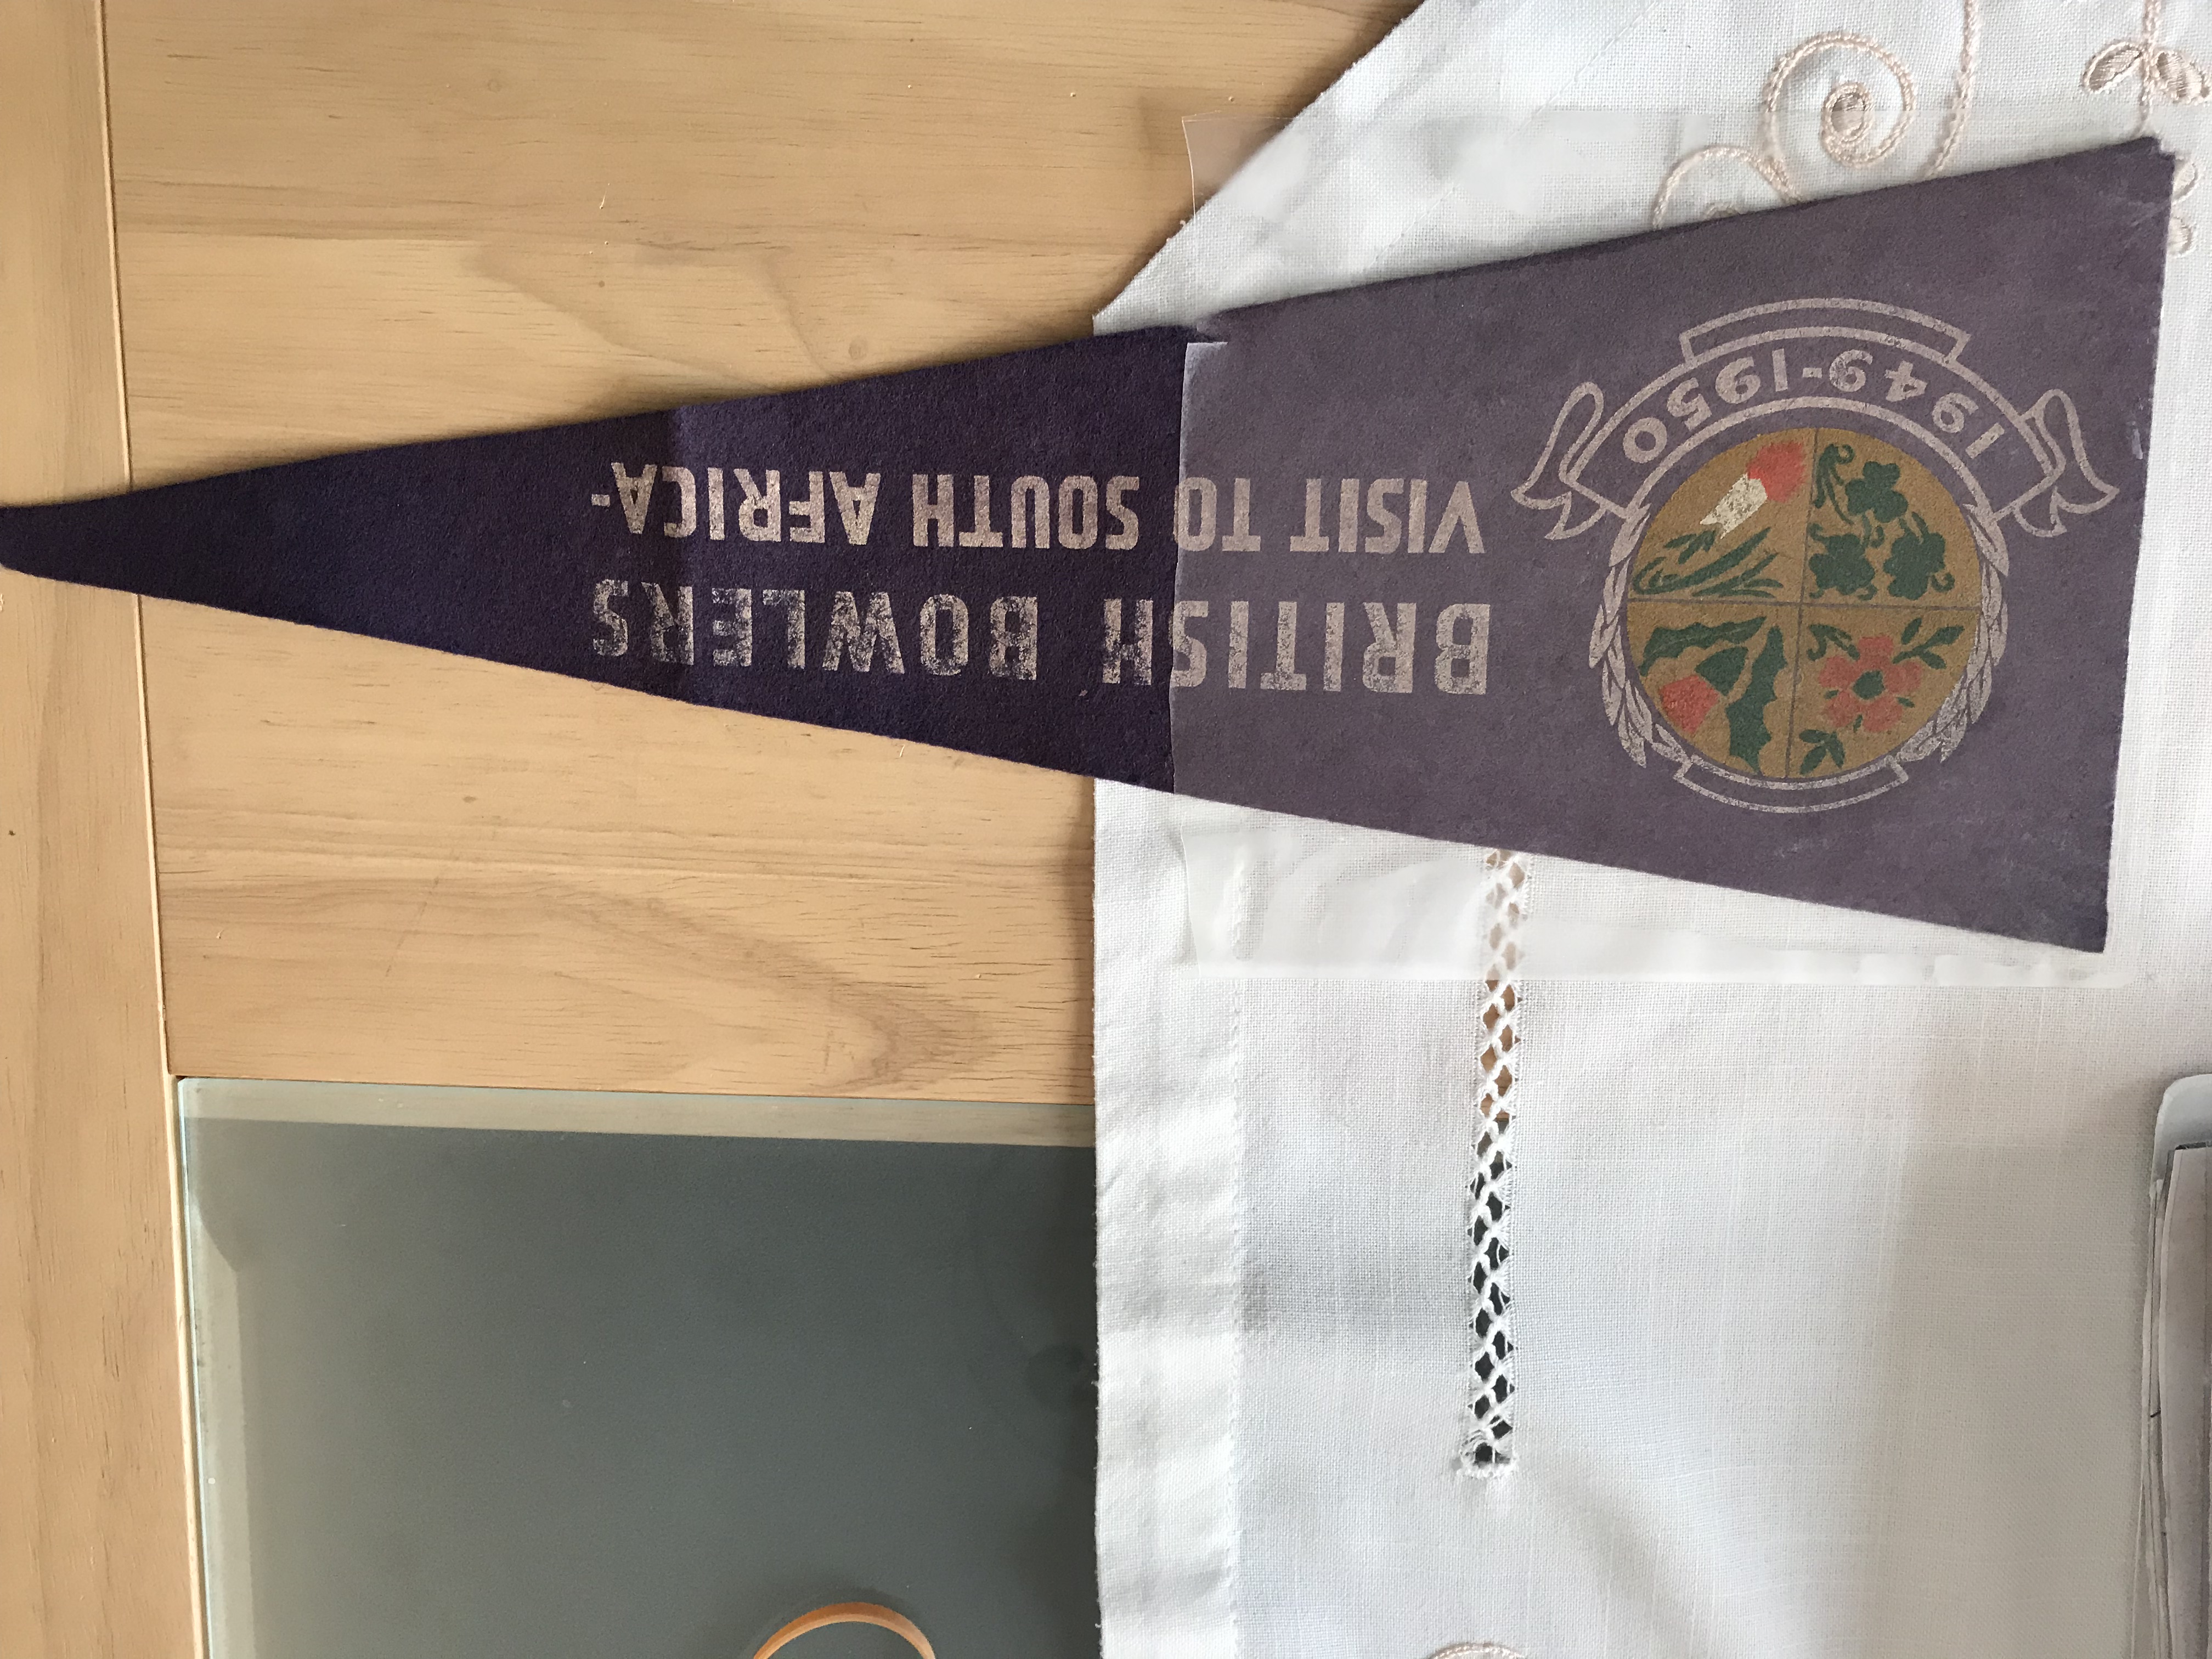 1949-1950
BRITISH BOWLERS
VISIT TO SOUTH AFRICA-